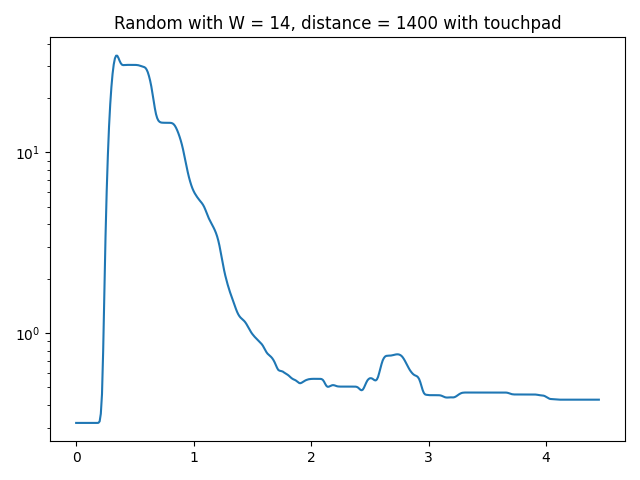 Random with W = 14, distance = 1400 with touchpad
10¹
10⁰
0 1 2 3 4